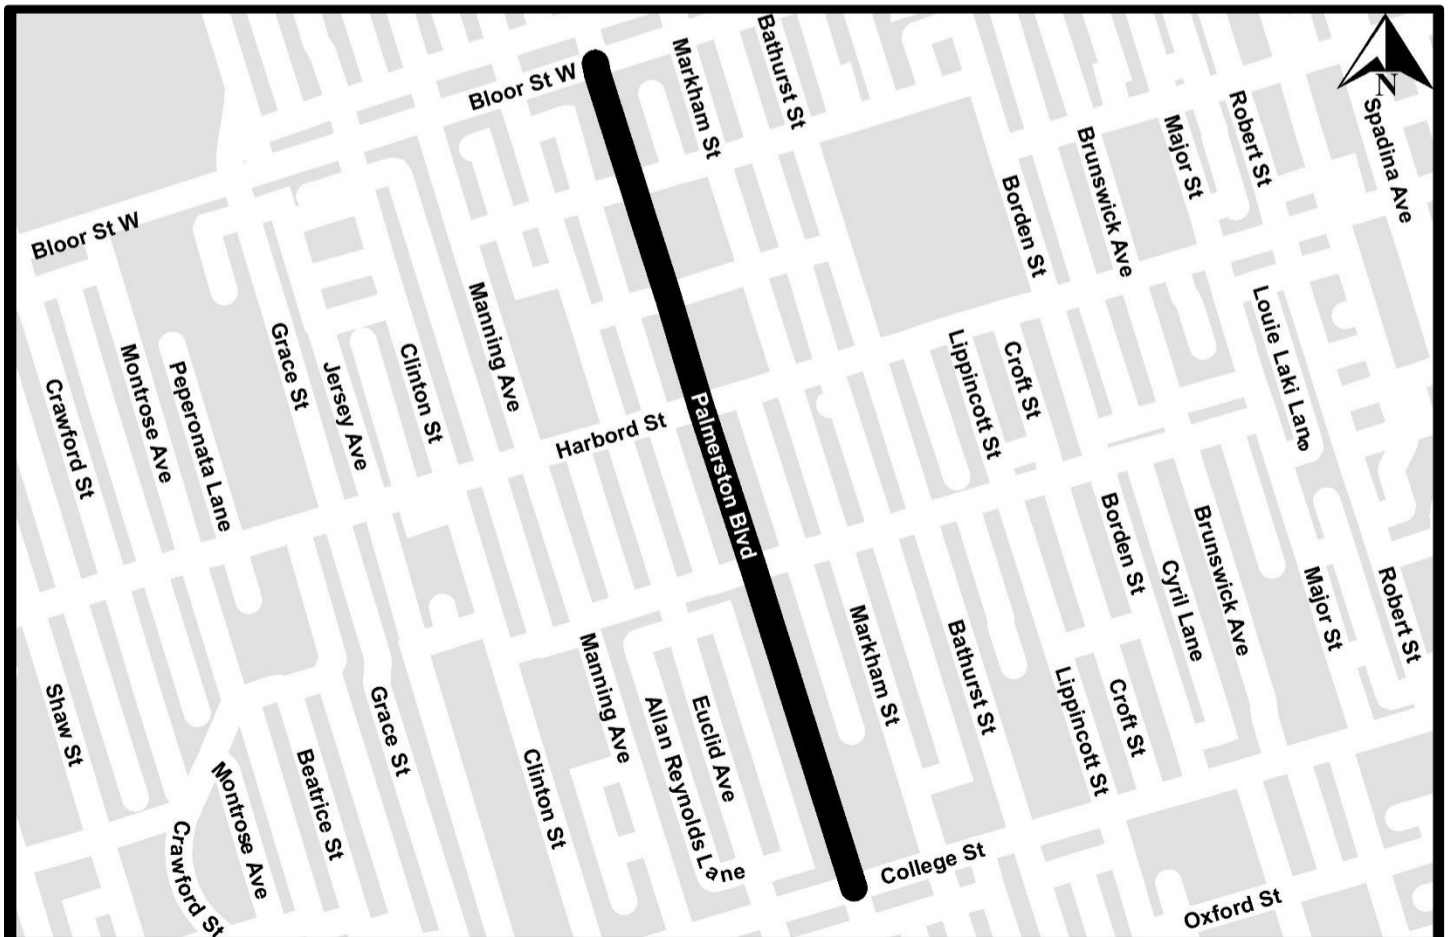 Bloor St W
Markham St
Bathurst St
N
Spadina Ave
Robert St
Major St
Brunswick Ave
Borden St
Bloor St W
Louie Laki Lane
Manning Ave
Grace St
Lippincott St
Croft St
Clinton St
Montrose Ave
Jersey Ave
Peperonata Lane
Crawford St
Palmerston Blvd
Harbord St
Borden St
Brunswick Ave
Cyril Lane
Major St
Robert St
Markham St
Bathurst St
Manning Ave
Lippincott St
Croft St
Shaw St
Grace St
Euclid Ave
Allan Reynolds Lane
Beatrice St
Clinton St
Montrose Ave
Crawford St
College St
Oxford St